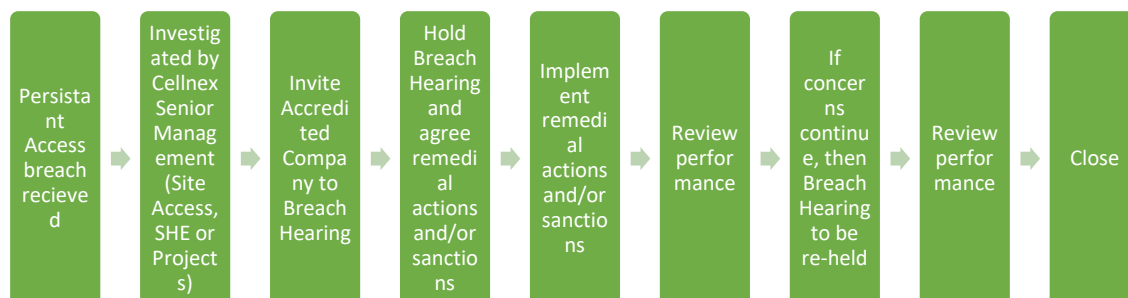 Persista
nt
Access
breach
recieve
d
Investig
ated by
Cellnex
Senior
Manage
ment
(Site
Access,
SHE or
Project
s)
Invite
Accredi
ted
Compa
ny to
Breach
Hearing
Hold
Breach
Hearing
and
agree
remedi
al
actions
and/or
sanctio
ns
Implem
ent
remedi
al
actions
and/or
sanctio
ns
Review
perfor
mance
If
concer
ns
continu
e, then
Breach
Hearing
to be
re-held
Review
perfor
mance
Close